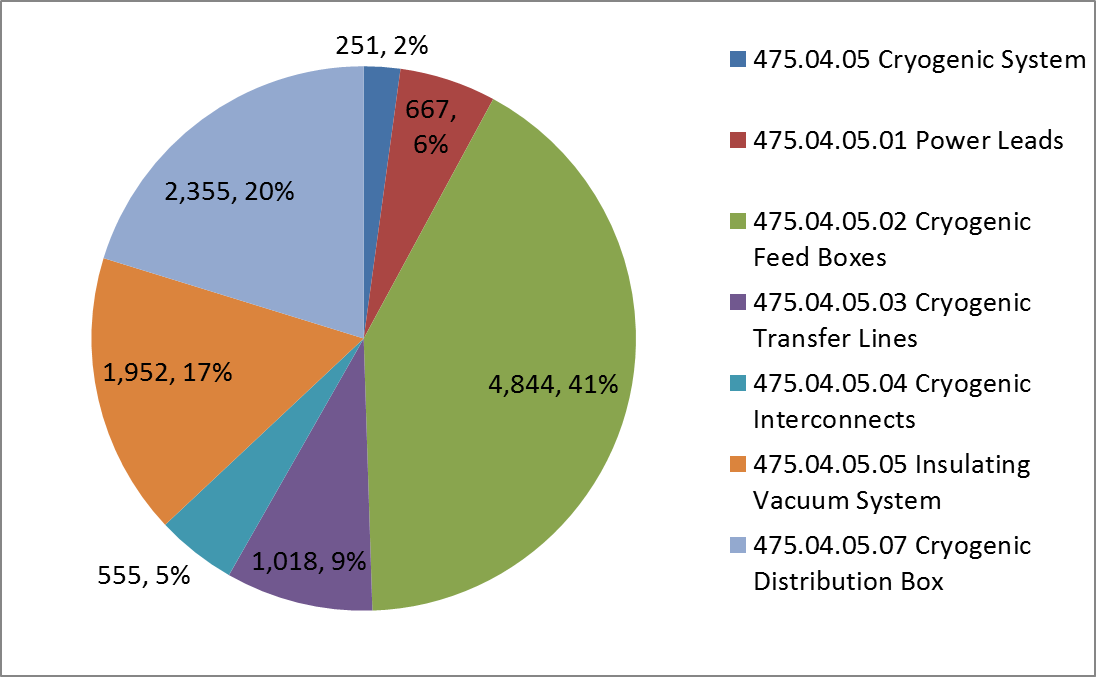 251, 2%
667,
6%
4,844, 41%
1,018, 9%
555, 5%
1,952, 17%
2,355, 20%
475.04.05 Cryogenic System
475.04.05.01 Power Leads
475.04.05.02 Cryogenic
Feed Boxes
475.04.05.03 Cryogenic
Transfer Lines
475.04.05.04 Cryogenic
Interconnects
475.04.05.05 Insulating
Vacuum System
475.04.05.07 Cryogenic
Distribution Box